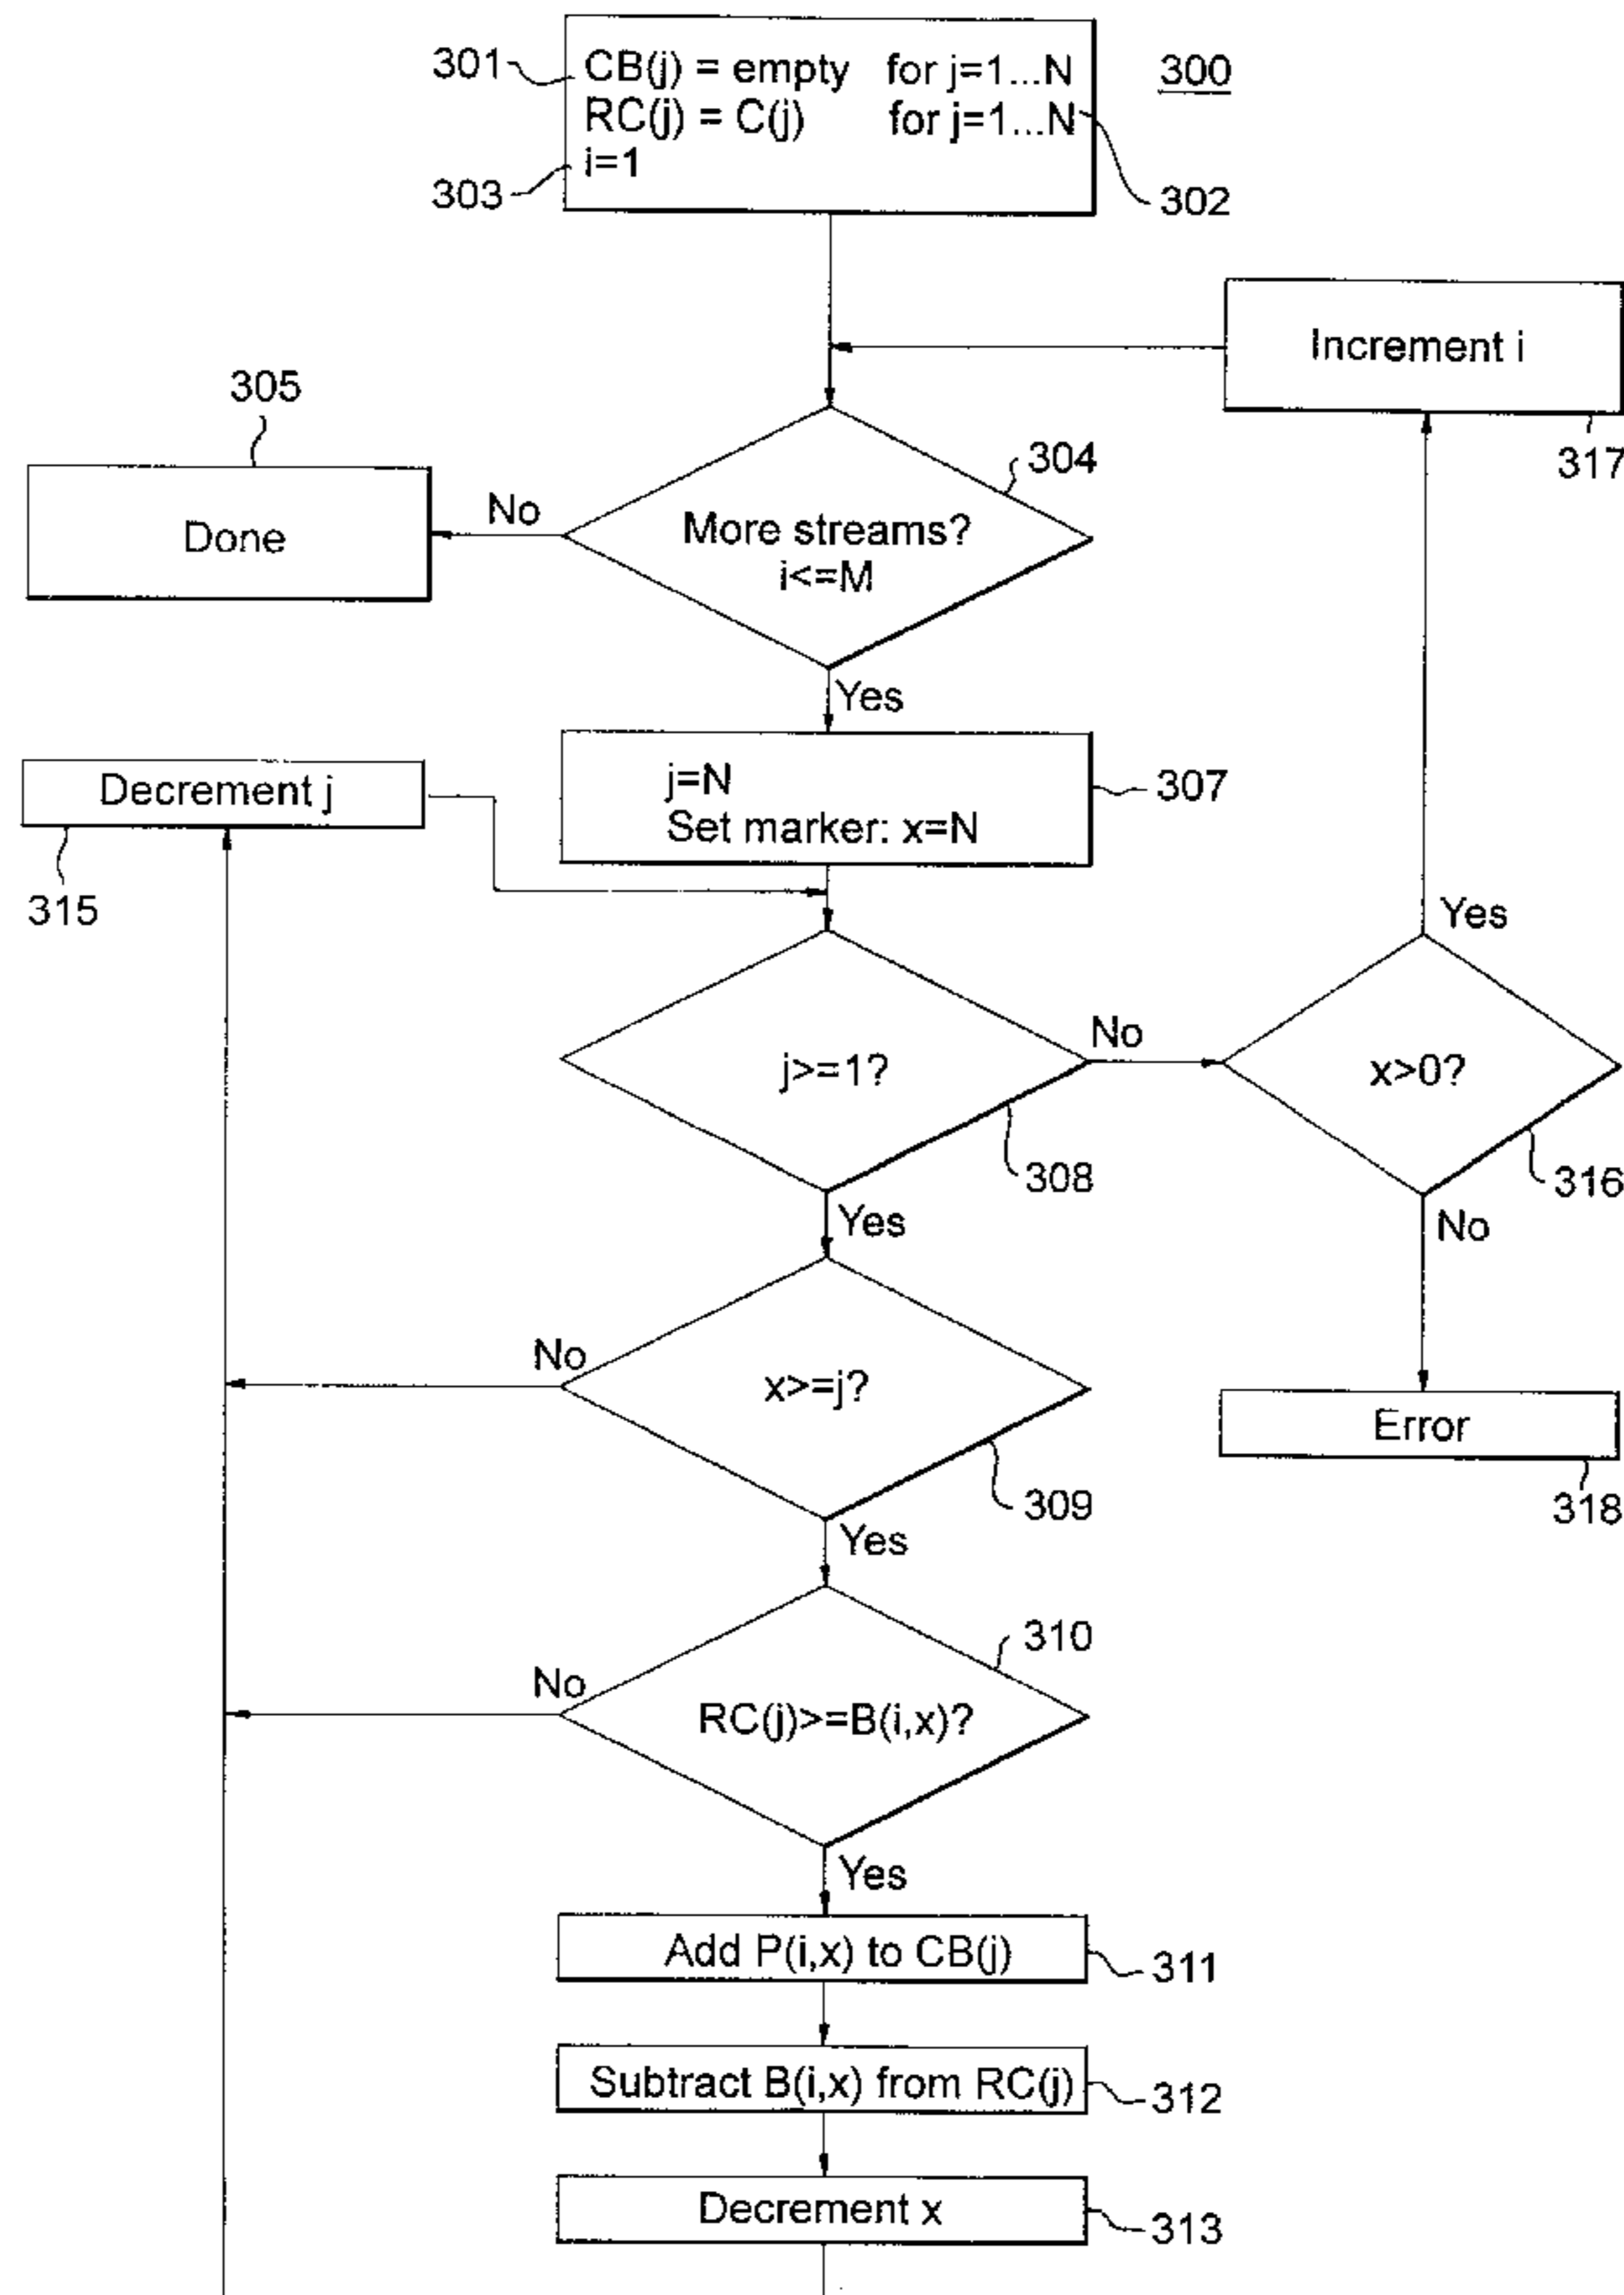 301 CB(j) = empty for j=1...N 300
RC(j) = C(j) for j=1...N
i=1
303
302
Increment i
317
305
Done
No
304
More streams?
i<=M
Yes
Decrement j
315
j=N
Set marker: x=N
307
Yes
j>=1?
No
308
x>0?
316
Yes
No
No
x>=j?
309
Error
318
Yes
310
No
RC(j)>=B(i,x)?
Yes
Add P(i,x) to CB(j)
311
Subtract B(i,x) from RC(j)
312
Decrement x
313